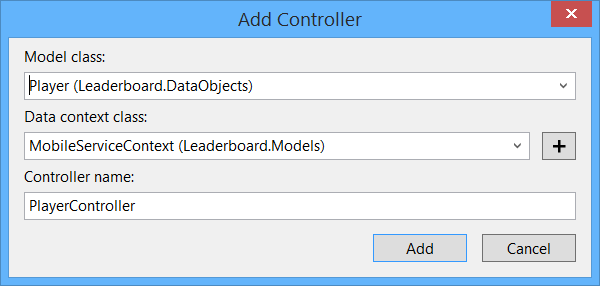 Add Controller
Model class:
Player (Leaderboard.DataObjects)
Data context class:
MobileServiceContext (Leaderboard.Models)
Controller name:
PlayerController
Add Cancel